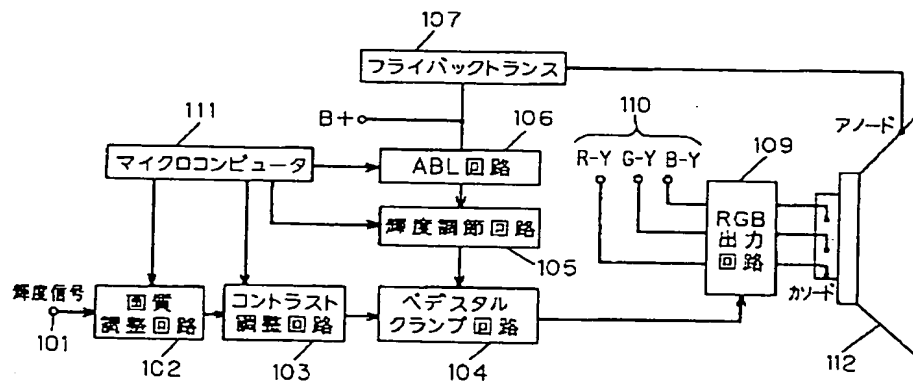 107
フライバックトランス
111
B+
106
110
アノード
マイクロコンピュータ
ABL回路
R-Y G-Y B-Y
109
輝度調節回路
105
RGB
出力
回路
輝度信号
画質
調整回路
コントラスト
調整回路
ペデスタル
クランプ回路
カソード
101
102
103
104
112